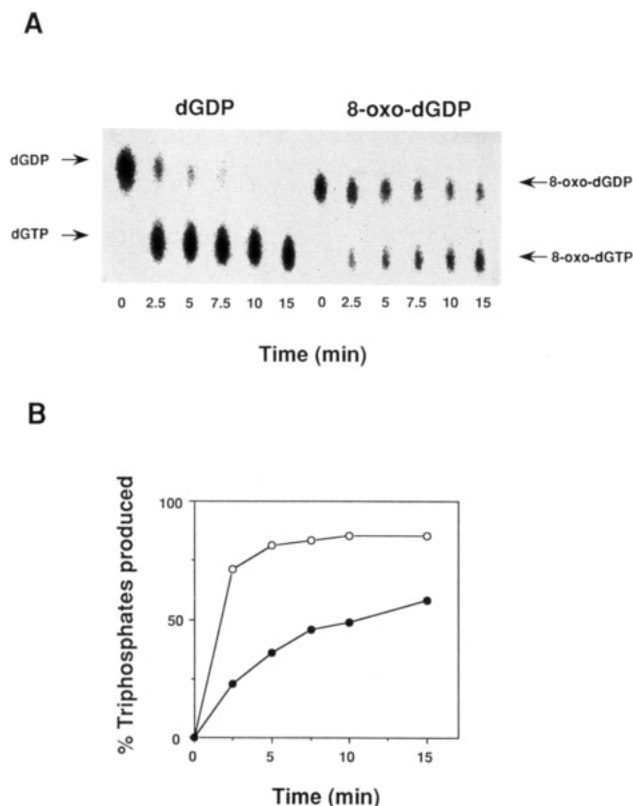 A
dGDP 8-oxo-dGDP
dGDP
8-oxo-dGDP
dGTP
8-oxo-dGTP
0 2.5 5 7.5 10 15 0 2.5 5 7.5 10 15
Time (min)
B
% Triphosphates produced
100
50
0
0 5 10 15
Time (min)